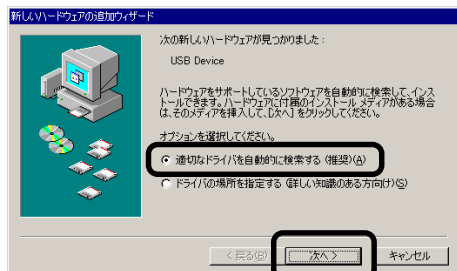 新しいハードウェアの追加ウィザード
次の新しいハードウェアが見つかりました：
USB Device
ハードウェアをサポートしているソフトウェアを自動的に検索して、インス
トールできます。ハードウェアに付属のインストール メディアがある場合
は、そのメディアを挿入して、[次へ] をクリックしてください。
オプションを選択してください。
適切なドライバを自動的に検索する (推奨)(A)
ドライバの場所を指定する (詳しい知識のある方向け)(S)
< 戻る(B)
次へ >
キャンセル